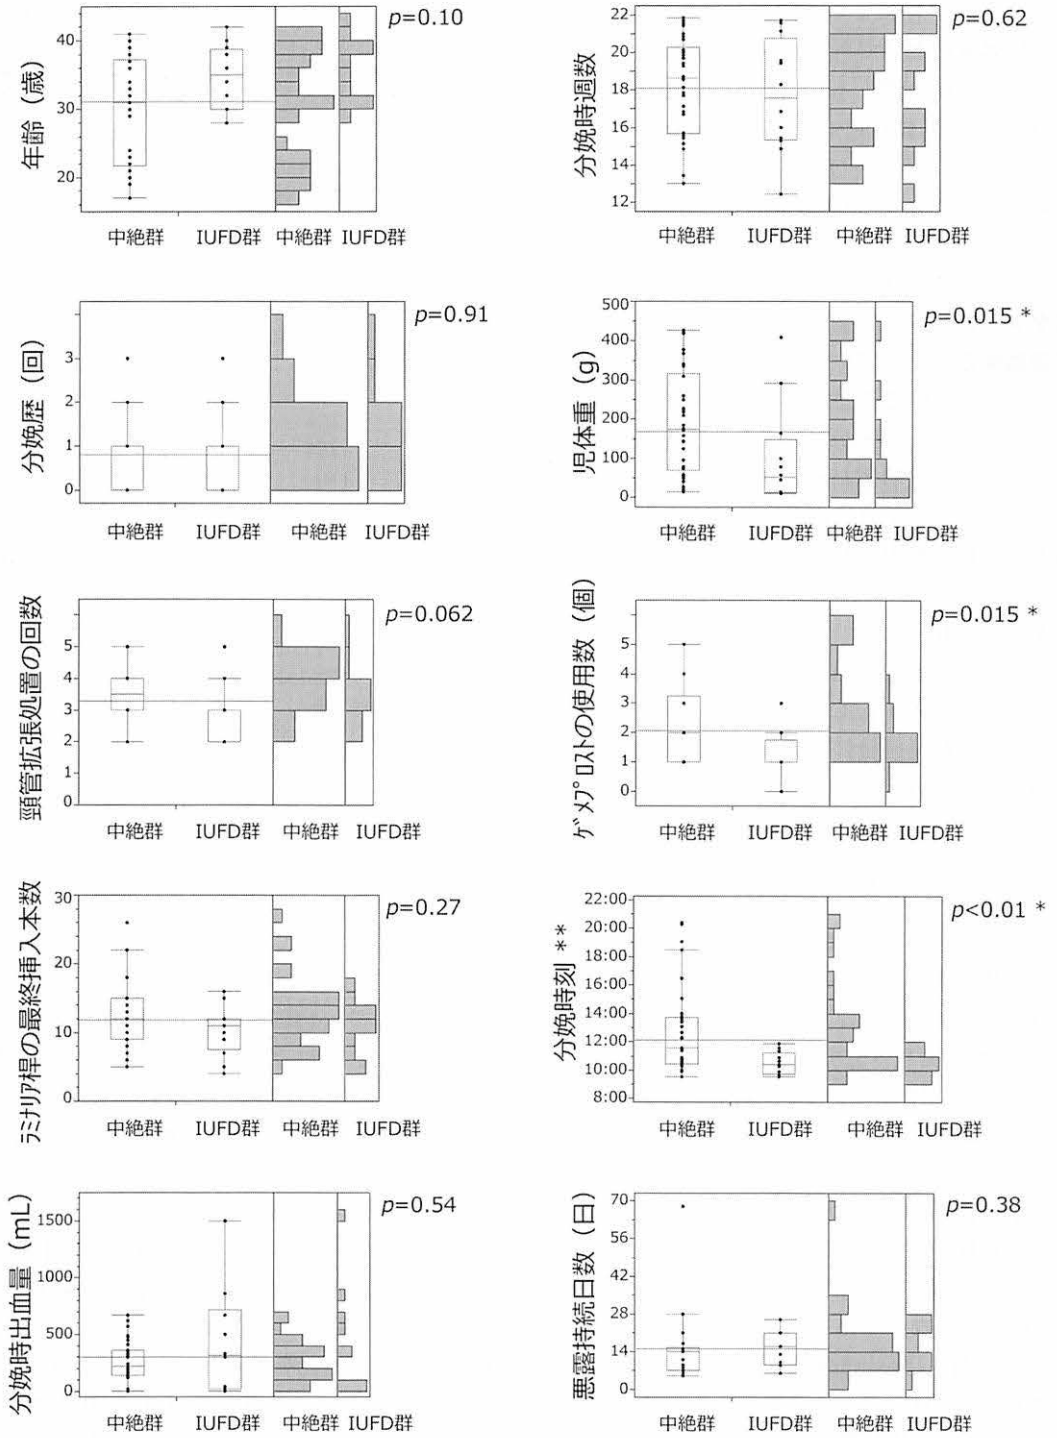 年齢（歳）
40
30
20
中絶群 IUFD群 中絶群 IUFD群
p=0.10
分娩時週数
22
20
18
16
14
12
中絶群 IUFD群 中絶群 IUFD群
p=0.62
分娩歴（回）
3
2
1
0
中絶群 IUFD群 中絶群 IUFD群
p=0.91
児体重（g）
500
400
300
200
100
0
中絶群 IUFD群 中絶群 IUFD群
p=0.015 *
頸管拡張処置の回数
5
4
3
2
1
0
中絶群 IUFD群 中絶群 IUFD群
p=0.062
ｹﾞﾒﾌﾟﾛｽﾄの使用数（個）
5
4
3
2
1
0
中絶群 IUFD群 中絶群 IUFD群
p=0.015 *
ﾗﾐﾅﾘｱ桿の最終挿入本数
30
20
10
0
中絶群 IUFD群 中絶群 IUFD群
p=0.27
分娩時刻 **
22:00
20:00
18:00
16:00
14:00
12:00
10:00
8:00
中絶群 IUFD群 中絶群 IUFD群
p<0.01 *
分娩時出血量（mL）
1500
1000
500
0
中絶群 IUFD群 中絶群 IUFD群
p=0.54
悪露持続日数（日）
70
56
42
28
14
0
中絶群 IUFD群 中絶群 IUFD群
p=0.38